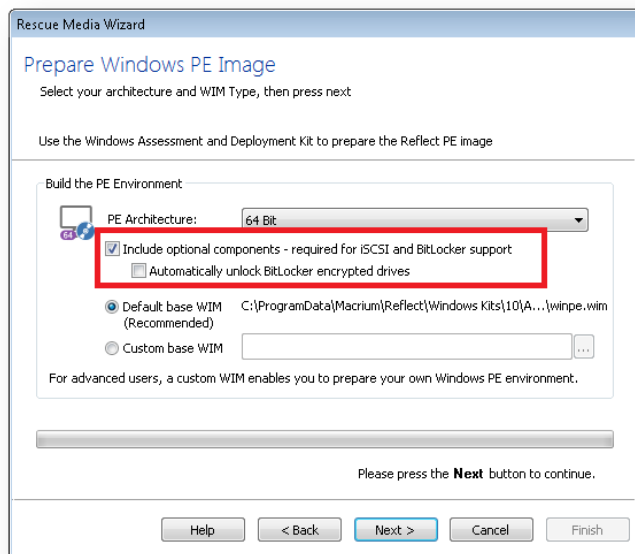 Rescue Media Wizard
Prepare Windows PE Image
Select your architecture and WIM Type, then press next
Use the Windows Assessment and Deployment Kit to prepare the Reflect PE image
Build the PE Environment
64
PE Architecture:
64 Bit
Include optional components - required for iSCSI and BitLocker support
Automatically unlock BitLocker encrypted drives
Default base WIM C:\ProgramData\Macrium\Reflect\Windows Kits\10\A...\winpe.wim
(Recommended)
Custom base WIM
...
For advanced users, a custom WIM enables you to prepare your own Windows PE environment.
Please press the Next button to continue.
Help
< Back
Next >
Cancel
Finish